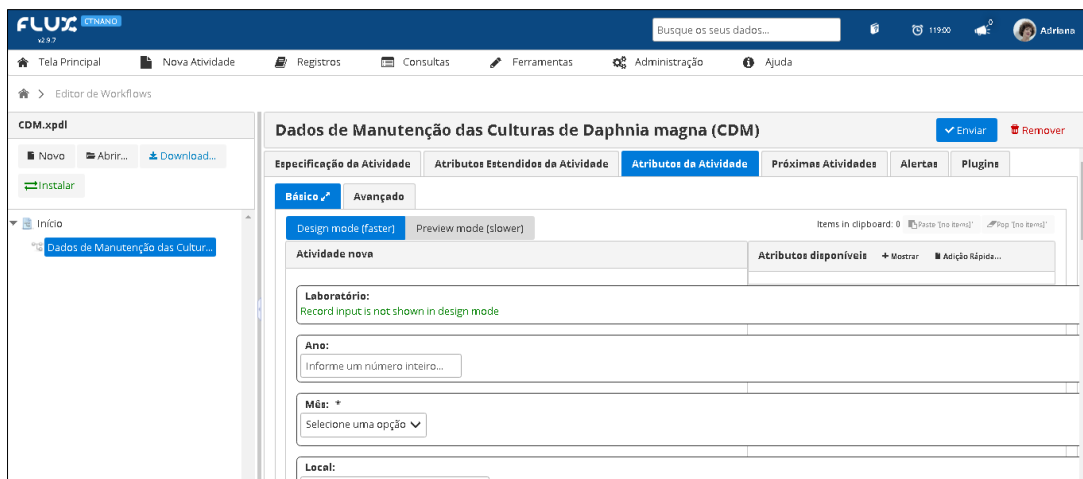 FLUX CTNANO
v2.9.7
Busque os seus dados...
119:00
0
Adriana
Tela Principal Nova Atividade Registros Consultas Ferramentas Administração Ajuda
Editor de Workflows
CDM.xpdl
Novo Abrir... Download...
Instalar
Início
Dados de Manutenção das Cultur...
Dados de Manutenção das Culturas de Daphnia magna (CDM)
Enviar Remover
Especificação da Atividade Atributos Estendidos da Atividade Atributos da Atividade Próximas Atividades Alertas Plugins
Básico Avançado
Design mode (faster) Preview mode (slower)
Items in clipboard: 0 Paste '[no items]' Pop '[no items]'
Atividade nova
Atributos disponíveis + Mostrar Adição Rápida...
Laboratório:
Record input is not shown in design mode
Ano:
Informe um número inteiro...
Mês: *
Selecione uma opção
Local: